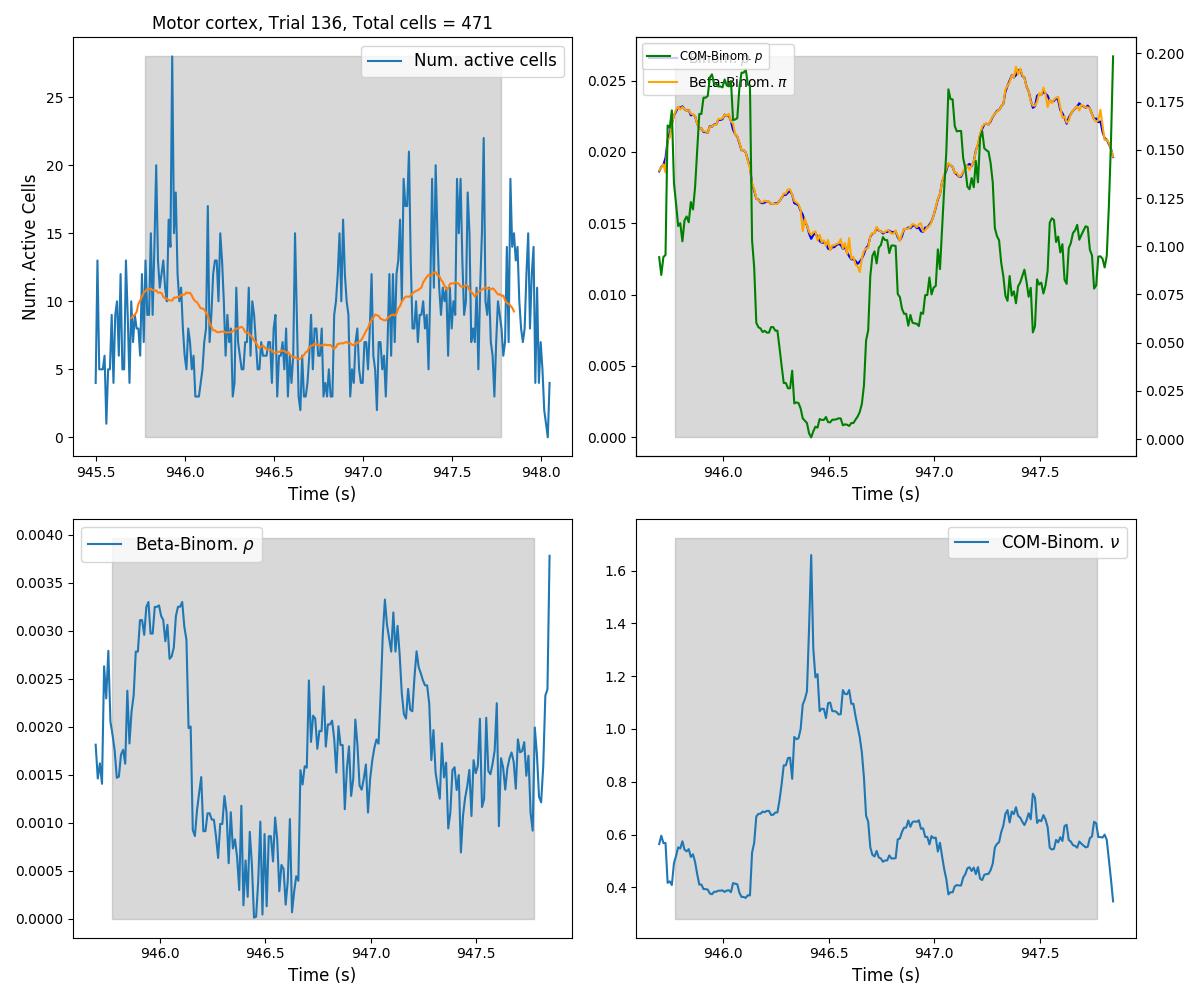 Motor cortex, Trial 136, Total cells = 471
Num. active cells
Num. Active Cells
25
20
15
10
5
0
945.5 946.0 946.5 947.0 947.5 948.0
Time (s)
COM-Binom. p
Beta-Binom. π
0.025
0.020
0.015
0.010
0.005
0.000
0.200
0.175
0.150
0.125
0.100
0.075
0.050
0.025
0.000
946.0 946.5 947.0 947.5
Time (s)
Beta-Binom. ρ
0.0040
0.0035
0.0030
0.0025
0.0020
0.0015
0.0010
0.0005
0.0000
946.0 946.5 947.0 947.5
Time (s)
COM-Binom. ν
1.6
1.4
1.2
1.0
0.8
0.6
0.4
946.0 946.5 947.0 947.5
Time (s)